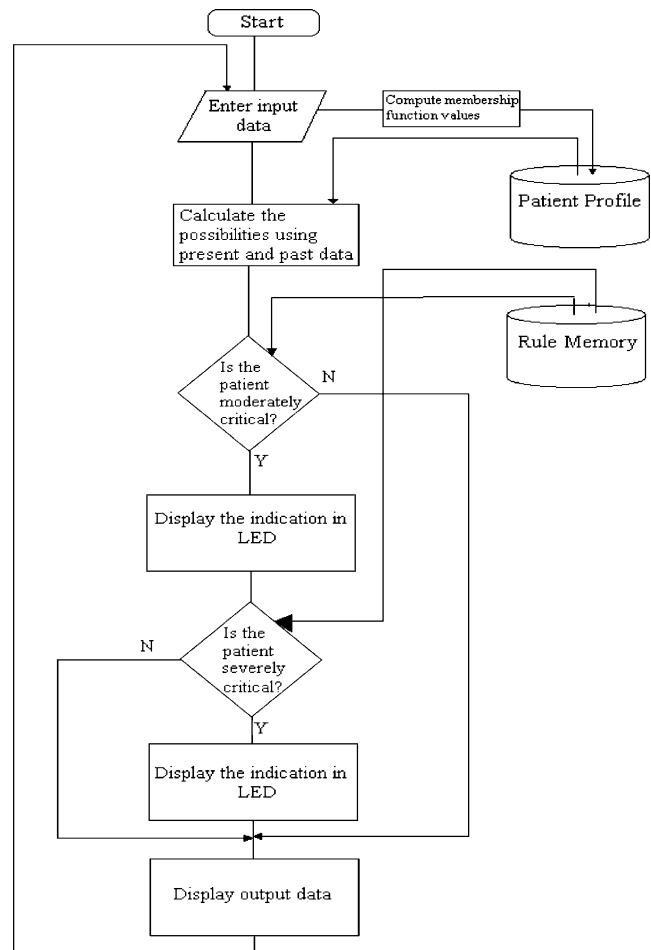 Start
Enter input
data
Compute membership
function values
Patient Profile
Calculate the
possibilities using
present and past data
Rule Memory
Is the
patient
moderately
critical?
N
Y
Display the indication in
LED
Is the
patient
severely
critical?
N
Y
Display the indication in
LED
Display output data